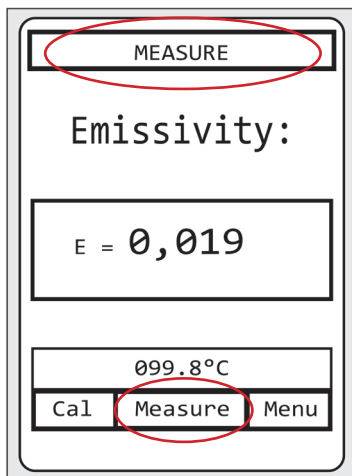 MEASURE
Emissivity:
E = 0,019
099.8°C
Cal Measure Menu